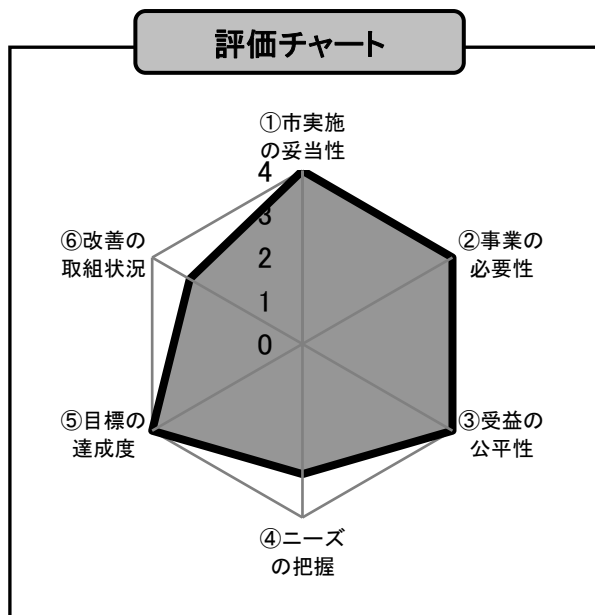 評価チャート
①市実施
の妥当性
4
3
2
1
0
②事業の
必要性
③受益の
公平性
④ニーズ
の把握
⑤目標の
達成度
⑥改善の
取組状況